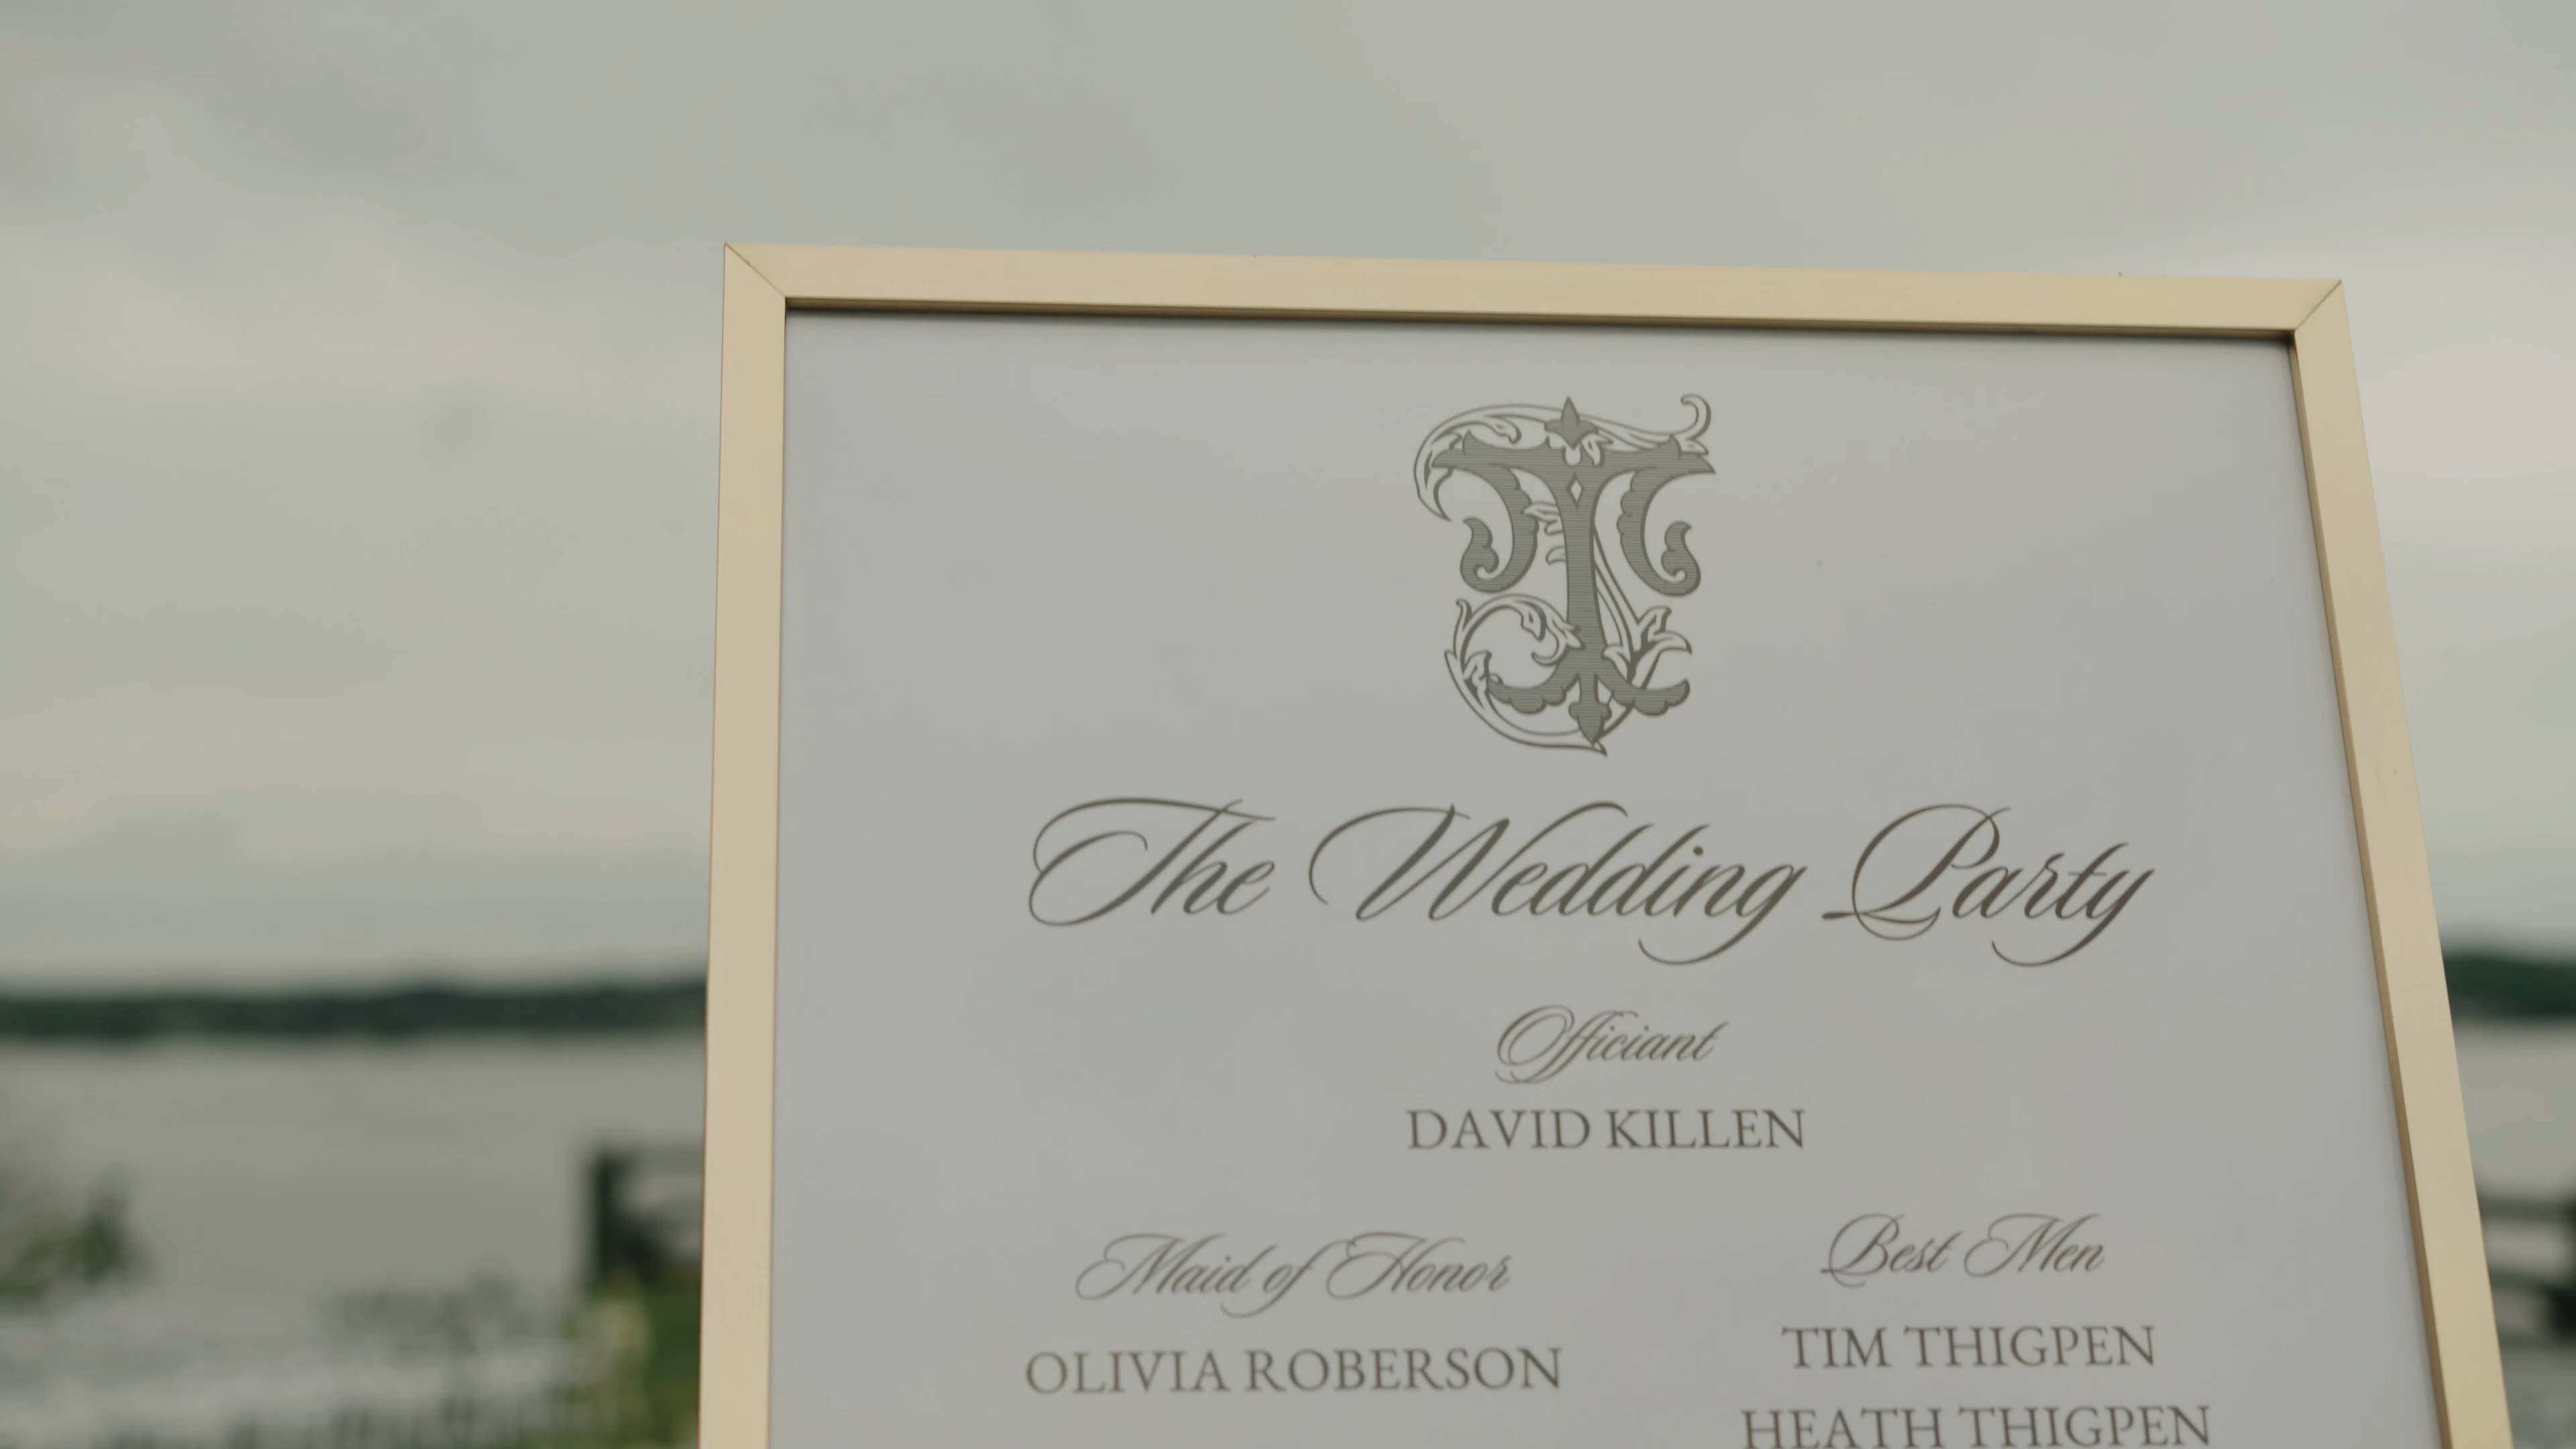 The Wedding Party
Officiant
DAVID KILLEN
Maid of Honor
OLIVIA ROBERSON
Best Men
TIM THIGPEN
HEATH THIGPEN